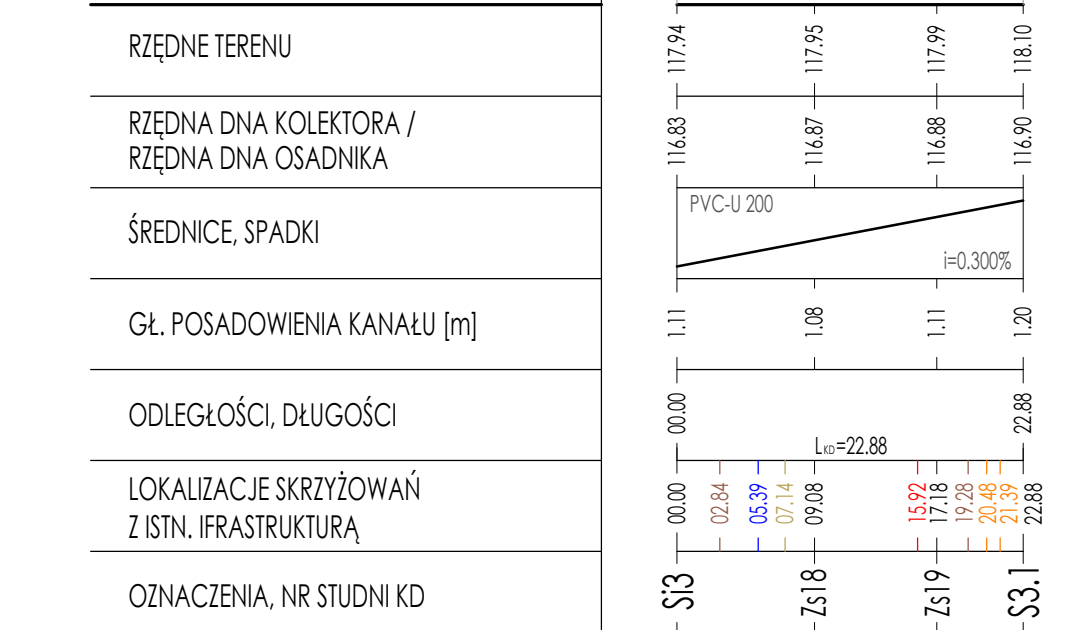 RZĘDNE TERENU
117.94 117.95 117.99 118.10
RZĘDNA DNA KOLEKTORA /
RZĘDNA DNA OSADNIKA
116.83 116.87 116.88 116.90
ŚREDNICE, SPADKI
PVC-U 200
i=0.300%
GŁ. POSADOWIENIA KANAŁU [m]
1.11 1.08 1.11 1.20
ODLEGŁOŚCI, DŁUGOŚCI
00.00 22.88
LKD=22.88
LOKALIZACJE SKRZYŻOWAŃ
Z ISTN. IFRASTRUKTURĄ
00.00 02.84 05.39 07.14 09.08 15.92 17.18 19.28 20.48 21.39 22.88
OZNACZENIA, NR STUDNI KD
Si3 Zs18 Zs19 S3.1